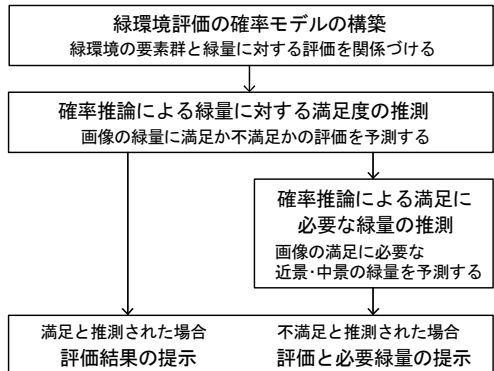 緑環境評価の確率モデルの構築
緑環境の要素群と緑量に対する評価を関係づける
確率推論による緑量に対する満足度の推測
画像の緑量に満足か不満足かの評価を予測する
確率推論による満足に
必要な緑量の推測
画像の満足に必要な
近景・中景の緑量を予測する
満足と推測された場合
評価結果の提示
不満足と推測された場合
評価と必要緑量の提示